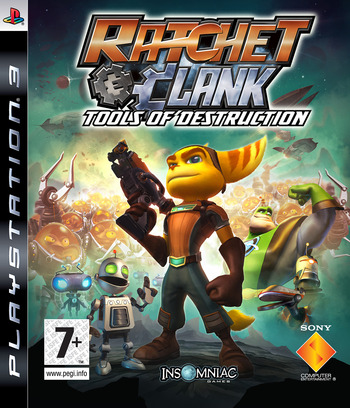 PLAYSTATION 3
RATCHET
& CLANK
TOOLS OF DESTRUCTION
7+
www.pegi.info
INSOMNIAC
GAMES
SONY
COMPUTER
ENTERTAINMENT